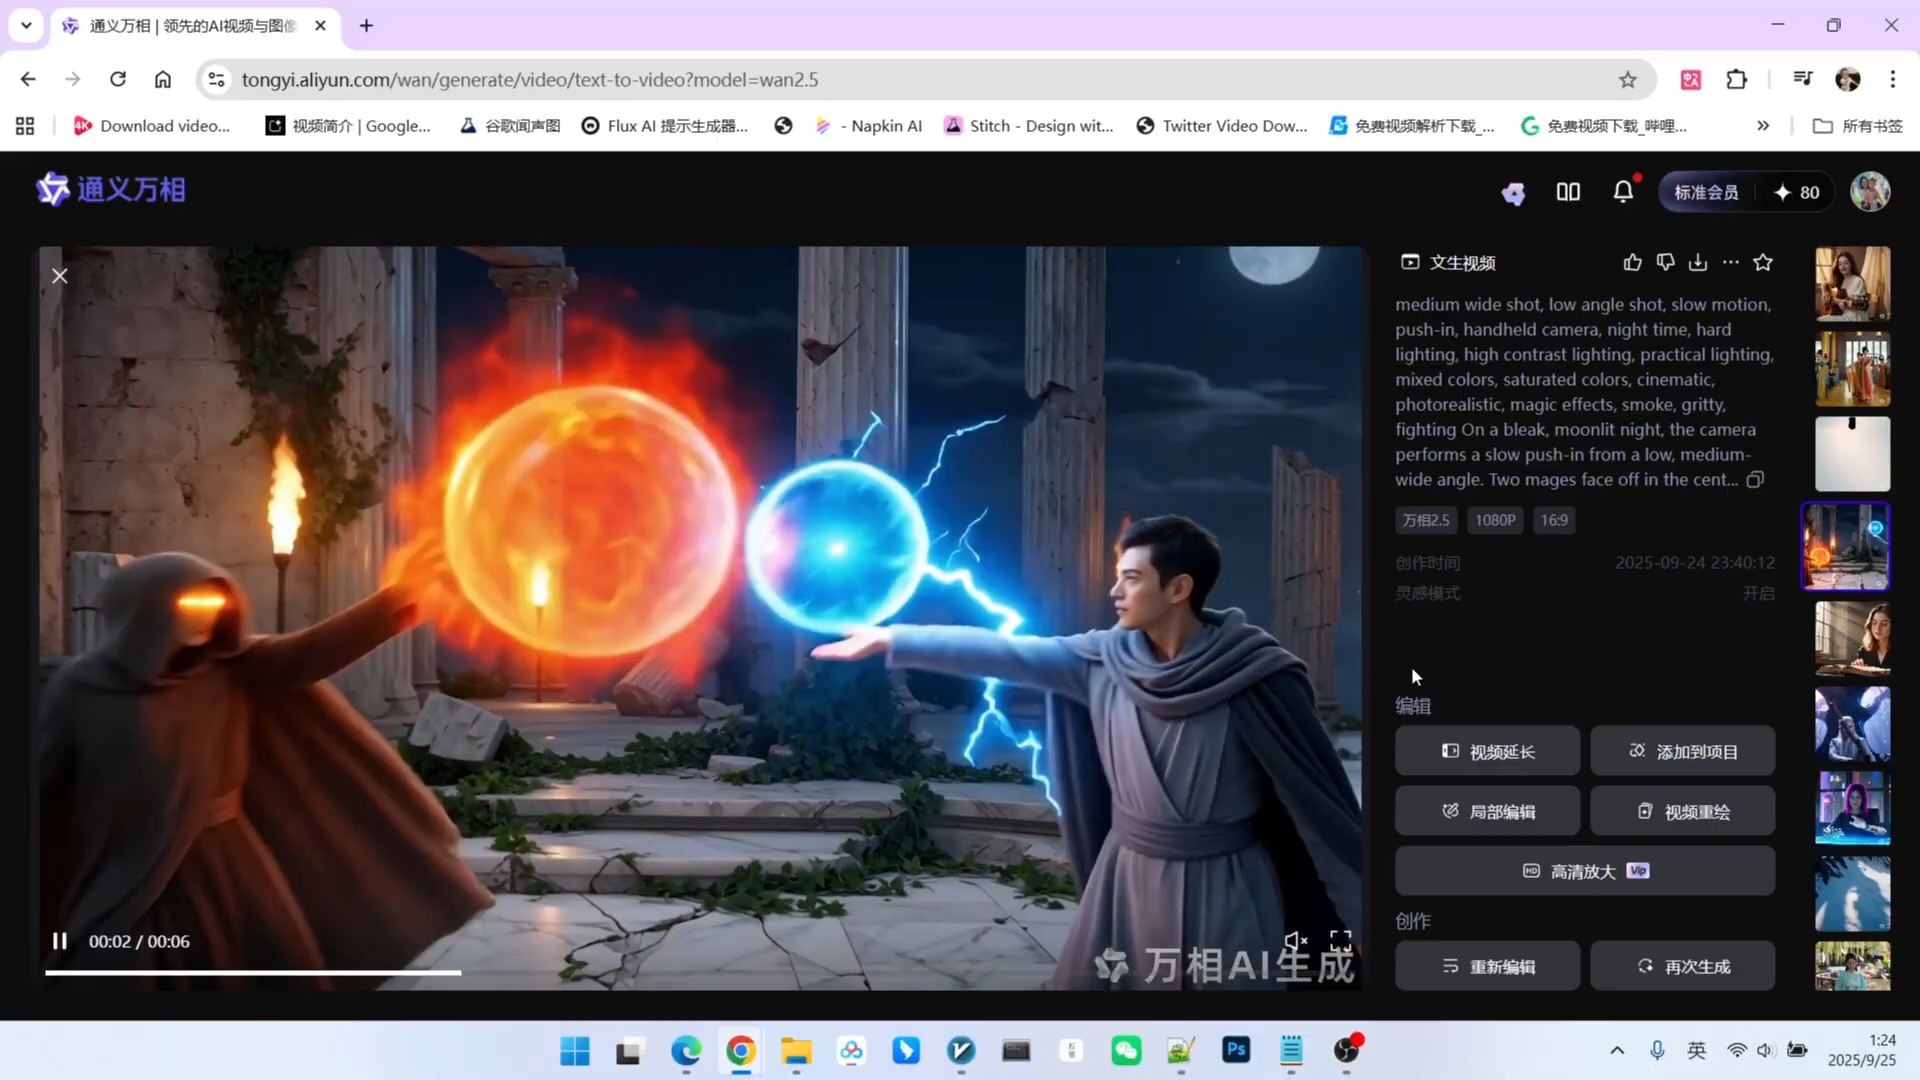 通义万相 | 领先的AI视频与图像
tongyi.aliyun.com/wan/generate/video/text-to-video?model=wan2.5
Download video...
视频简介 | Google...
谷歌闻声图
Flux AI 提示生成器...
- Napkin AI
Stitch - Design wit...
Twitter Video Dow...
免费视频解析下载_...
免费视频下载_哔哩...
所有书签
通义万相
标准会员 80
文生视频
medium wide shot, low angle shot, slow motion,
push-in, handheld camera, night time, hard
lighting, high contrast lighting, practical lighting,
mixed colors, saturated colors, cinematic,
photorealistic, magic effects, smoke, gritty,
fighting On a bleak, moonlit night, the camera
performs a slow push-in from a low, medium-
wide angle. Two mages face off in the cent...
万相2.5 1080P 16:9
创作时间 2025-09-24 23:40:12
灵感模式 开启
编辑
视频延长 添加到项目
局部编辑 视频重绘
HD 高清放大 Vip
创作
重新编辑 再次生成
00:02 / 00:06
万相AI生成
Ps
英
1:24
2025/9/25